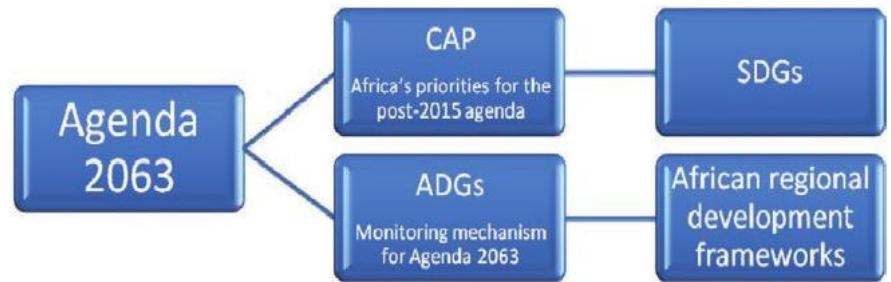 Agenda
2063
CAP
Africa's priorities for the
post-2015 agenda
SDGs
ADGs
Monitoring mechanism
for Agenda 2063
African regional
development
frameworks